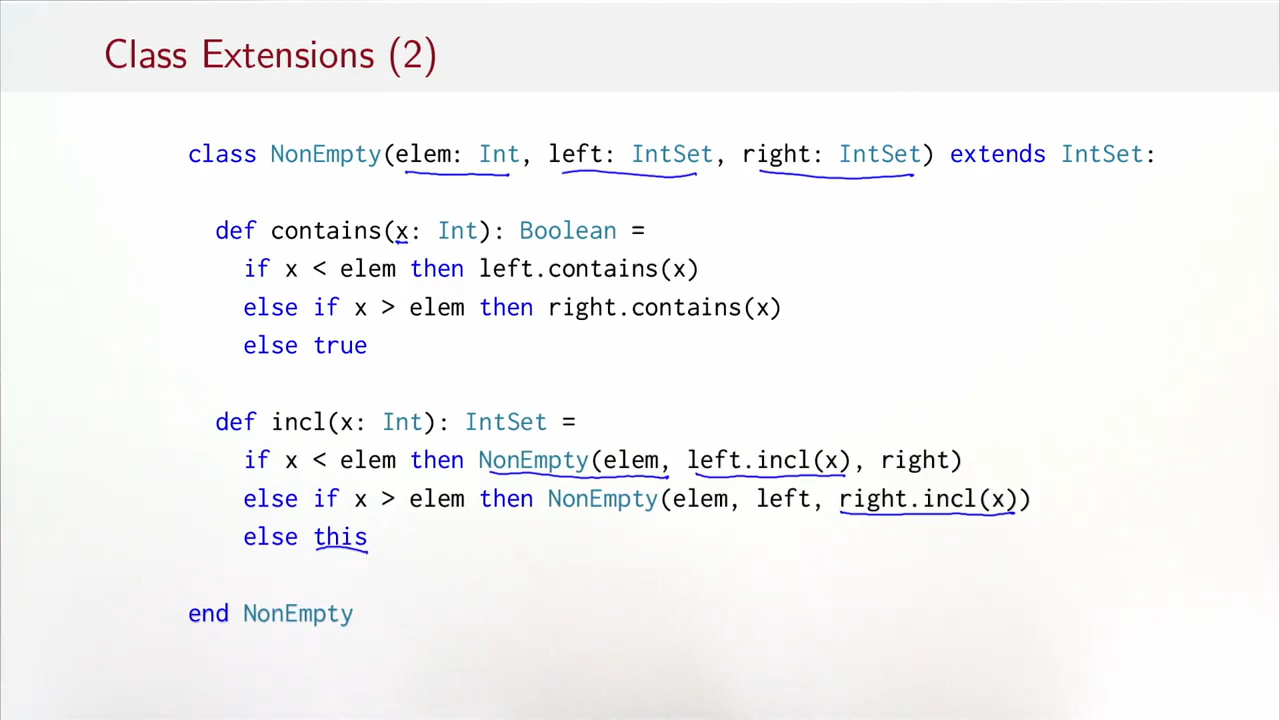 Class Extensions (2)
class NonEmpty(elem: Int, left: IntSet, right: IntSet) extends IntSet:
def contains(x: Int): Boolean =
if x < elem then left.contains(x)
else if x > elem then right.contains(x)
else true
def incl(x: Int): IntSet =
if x < elem then NonEmpty(elem, left.incl(x), right)
else if x > elem then NonEmpty(elem, left, right.incl(x))
else this
end NonEmpty